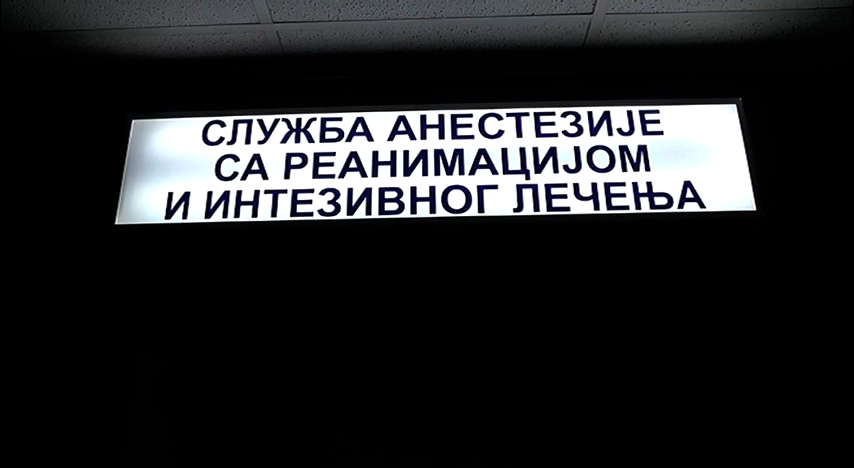 СЛУЖБА АНЕСТЕЗИЈЕ
СА РЕАНИМАЦИЈОМ
И ИНТЕЗИВНОГ ЛЕЧЕЊА